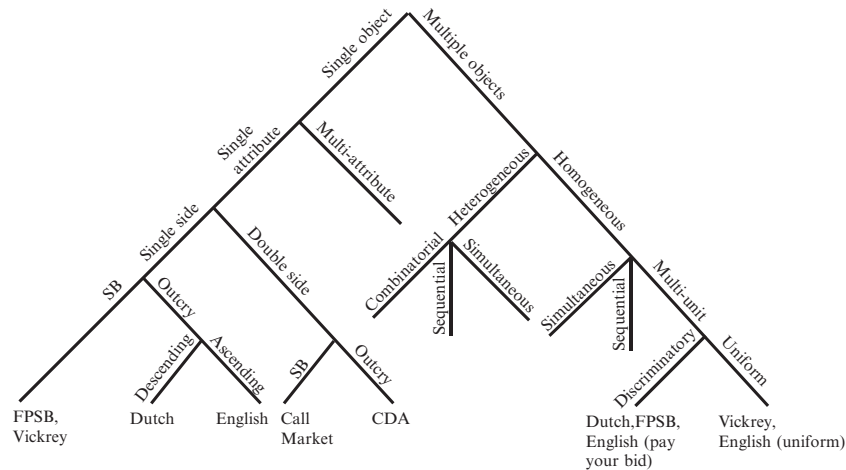 Single object
Multiple objects
Single
attribute
Multi-attribute
Heterogeneous
Homogeneous
Single side
Double side
Combinatorial
Sequential
Simultaneous
Simultaneous
Sequential
Multi-unit
SB
Outcry
Descending
Ascending
SB
Outcry
Discriminatory
Uniform
FPSB,
Vickrey
Dutch
English
Call
Market
CDA
Dutch,FPSB,
English (pay
your bid)
Vickrey,
English (uniform)